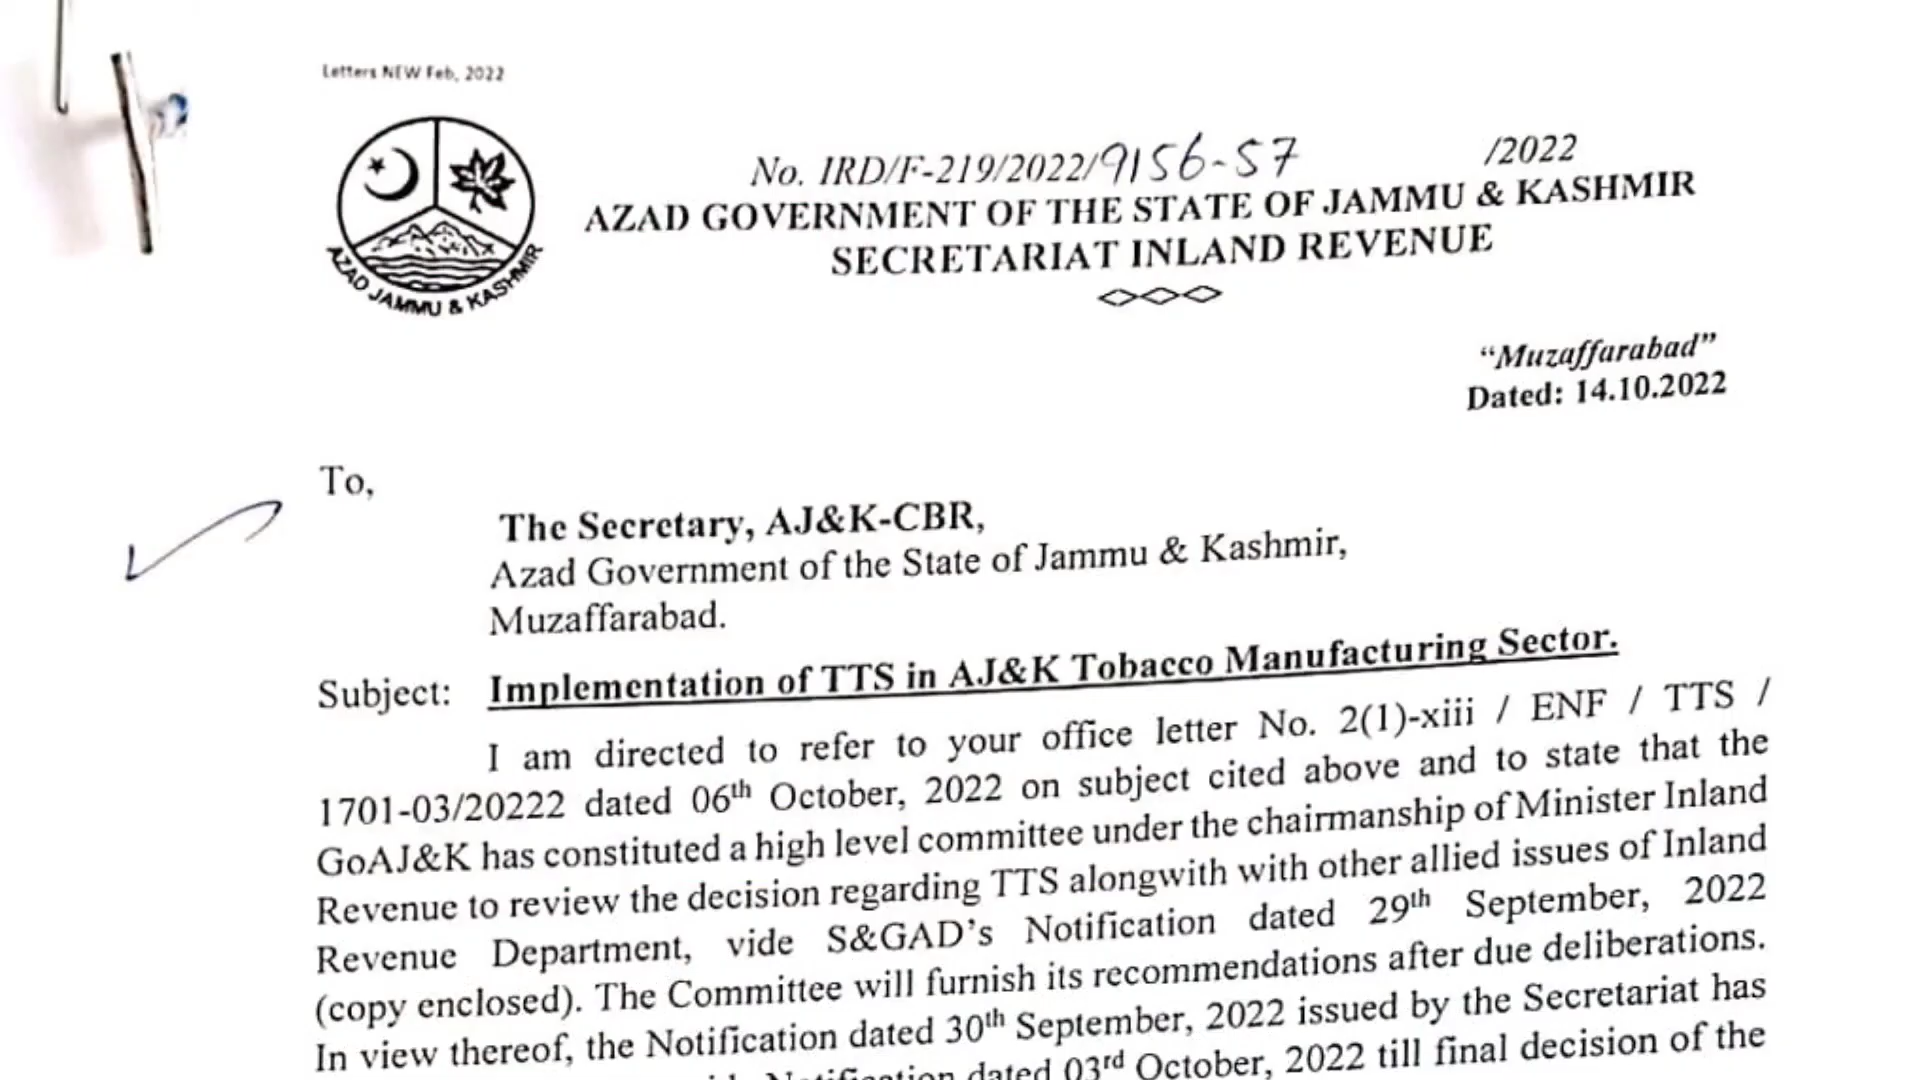 Letters NEW Feb, 2022
AZAD JAMMU & KASHMIR
No. IRD/F-219/2022/9156-57 /2022
AZAD GOVERNMENT OF THE STATE OF JAMMU & KASHMIR
SECRETARIAT INLAND REVENUE
“Muzaffarabad”
Dated: 14.10.2022
To,
The Secretary, AJ&K-CBR,
Azad Government of the State of Jammu & Kashmir,
Muzaffarabad.
Subject: Implementation of TTS in AJ&K Tobacco Manufacturing Sector.
I am directed to refer to your office letter No. 2(1)-xiii / ENF / TTS /
1701-03/20222 dated 06th October, 2022 on subject cited above and to state that the
GoAJ&K has constituted a high level committee under the chairmanship of Minister Inland
Revenue to review the decision regarding TTS alongwith with other allied issues of Inland
Revenue Department, vide S&GAD’s Notification dated 29th September, 2022
(copy enclosed). The Committee will furnish its recommendations after due deliberations.
In view thereof, the Notification dated 30th September, 2022 issued by the Secretariat has
Notification dated 03rd October, 2022 till final decision of the